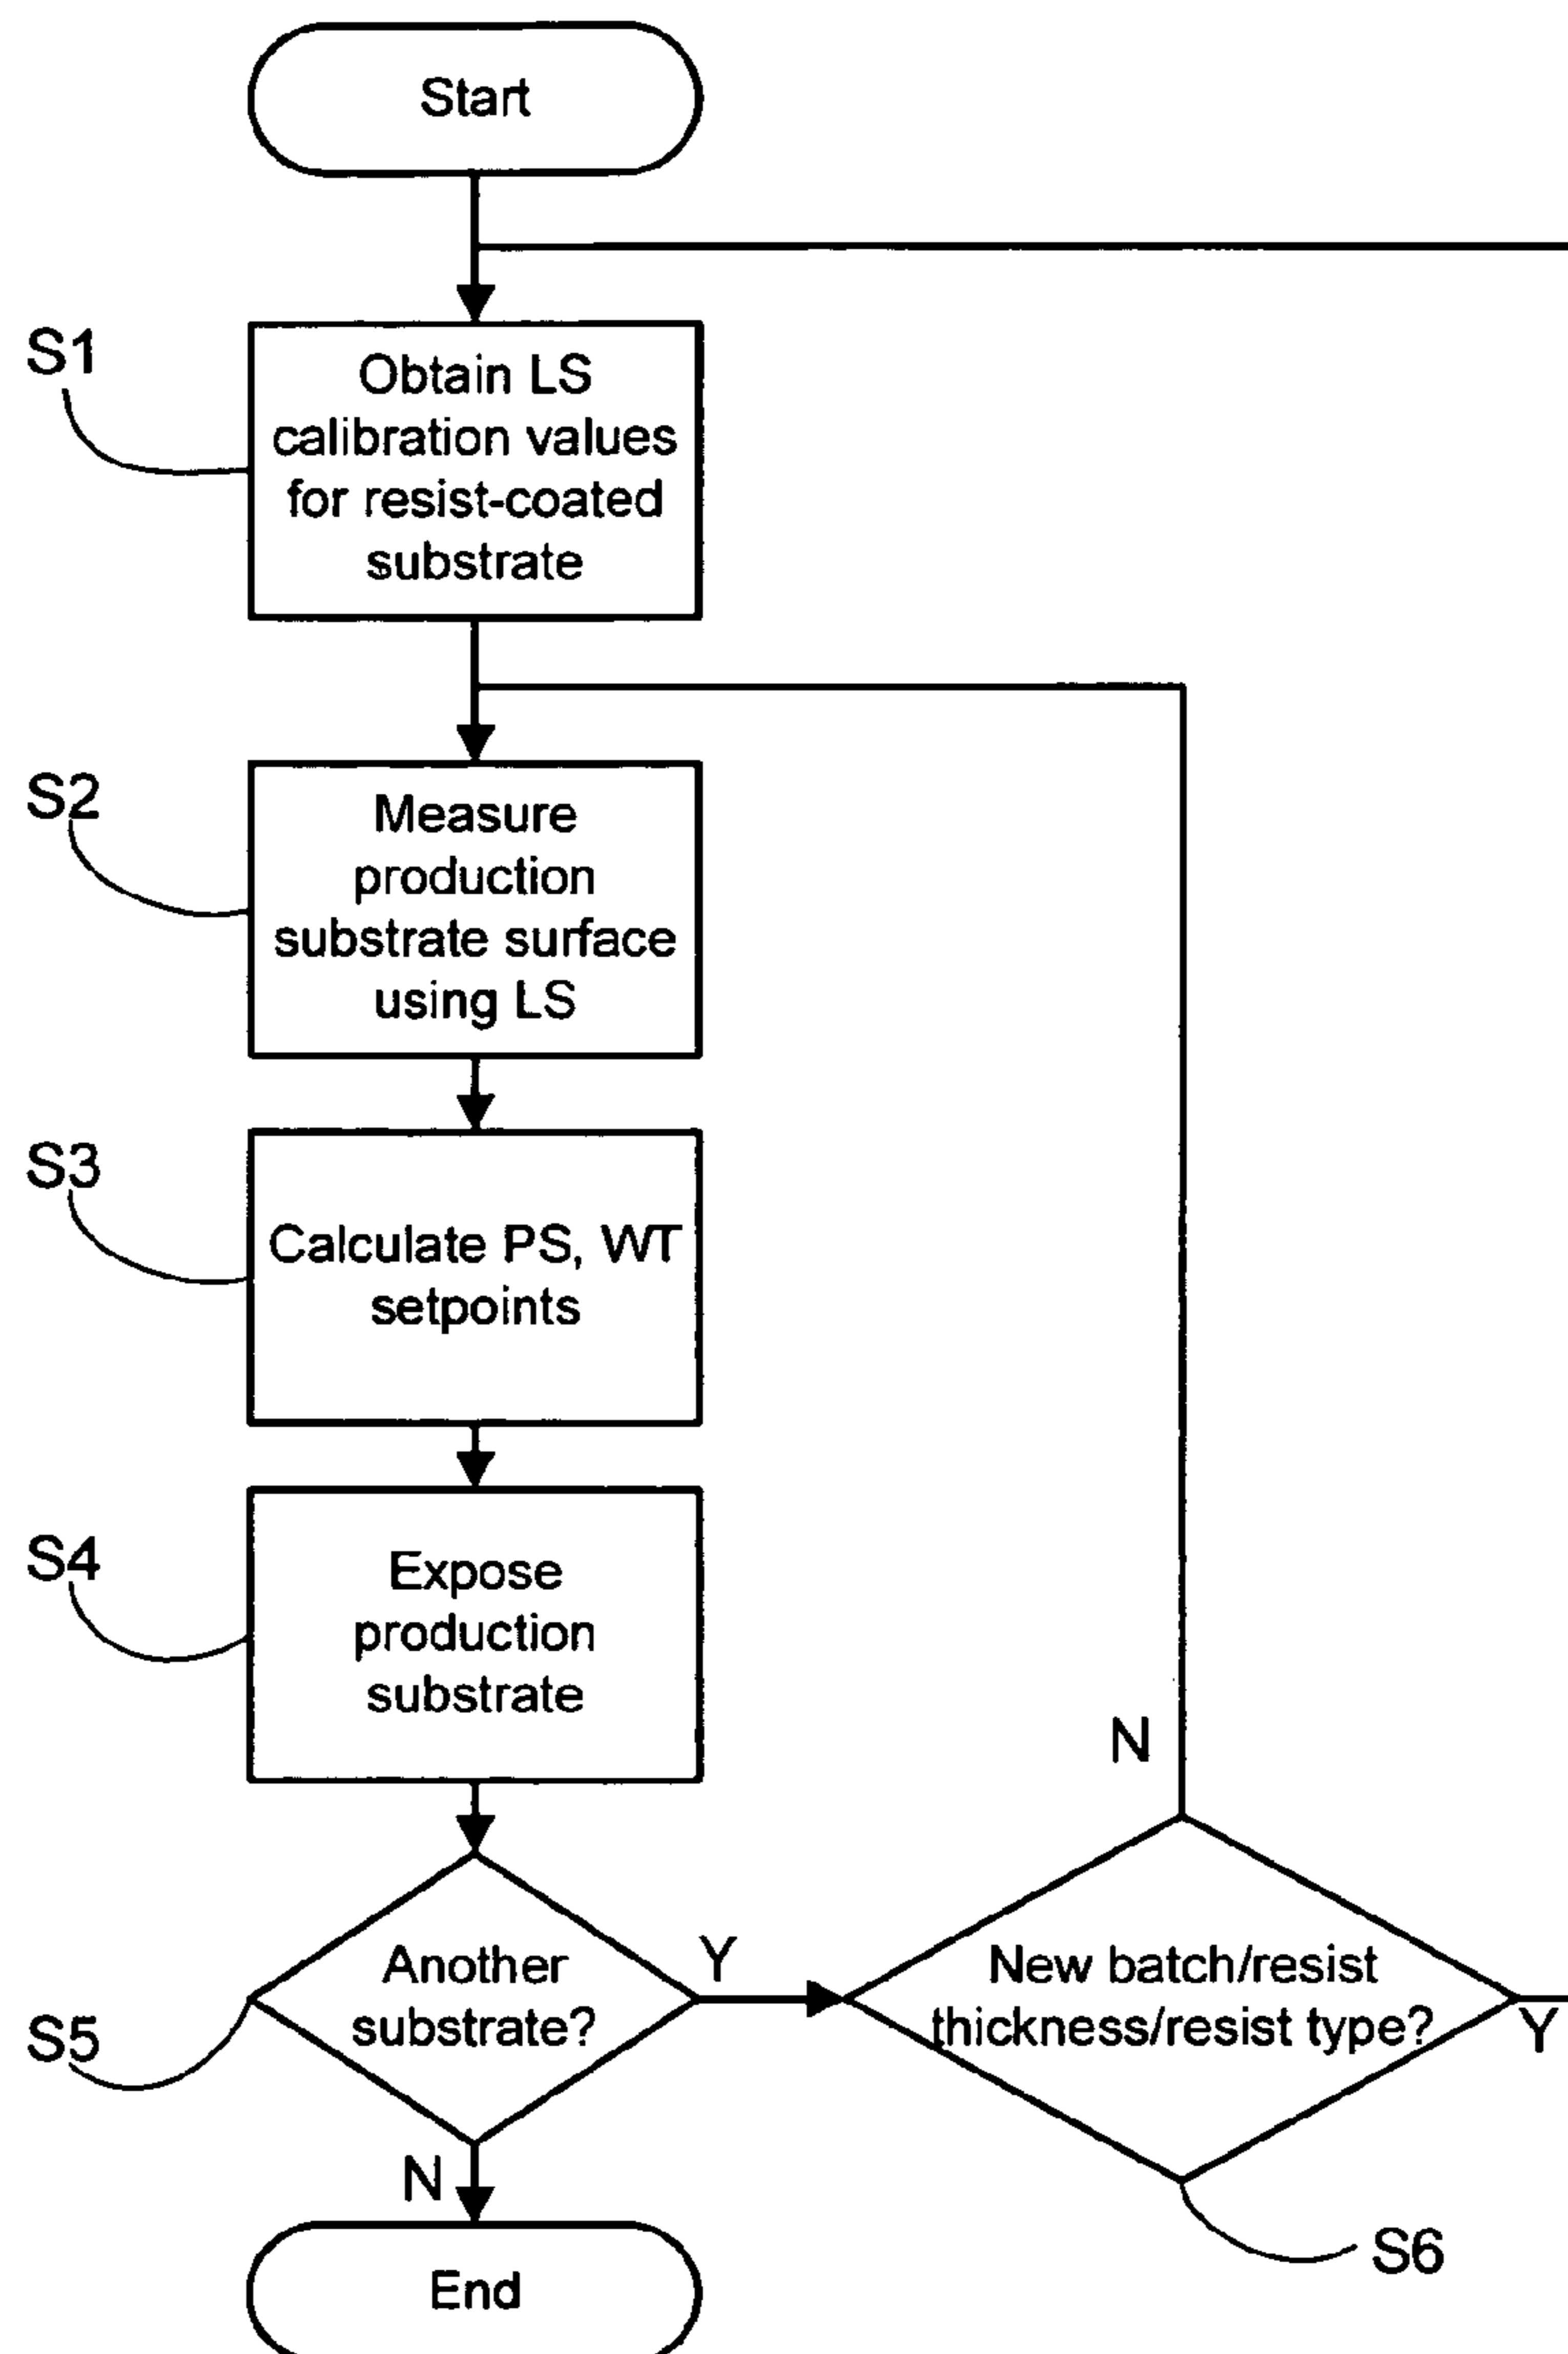 Start
S1
Obtain LS
calibration values
for resist-coated
substrate
S2
Measure
production
substrate surface
using LS
S3
Calculate PS, WT
setpoints
S4
Expose
production
substrate
N
Another
substrate?
Y
New batch/resist
thickness/resist type?
Y
S5
N
S6
End